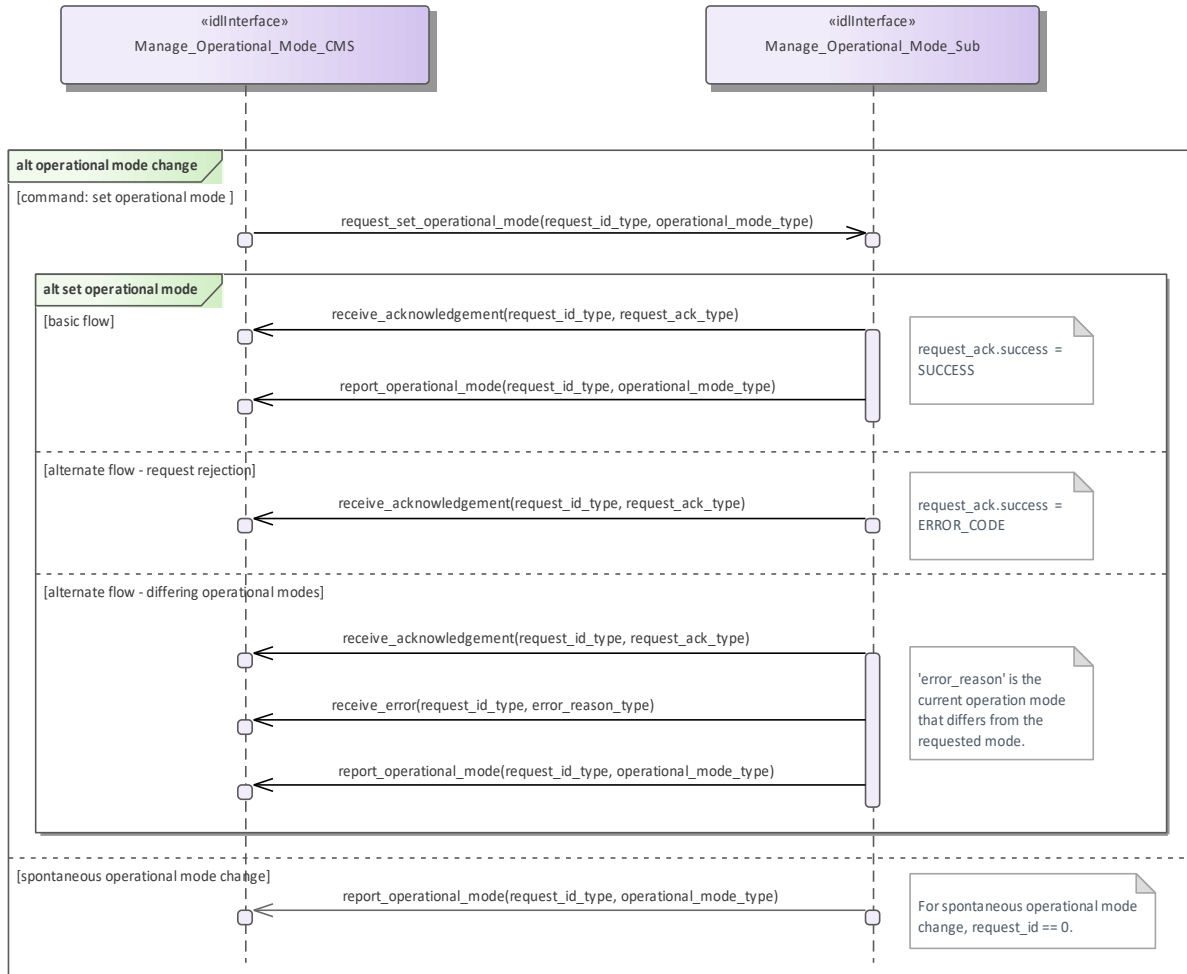 «idlInterface»
Manage_Operational_Mode_CMS
«idlInterface»
Manage_Operational_Mode_Sub
alt operational mode change
[command: set operational mode ]
request_set_operational_mode(request_id_type, operational_mode_type)
alt set operational mode
[basic flow]
receive_acknowledgement(request_id_type, request_ack_type)
request_ack.success =
SUCCESS
report_operational_mode(request_id_type, operational_mode_type)
[alternate flow - request rejection]
receive_acknowledgement(request_id_type, request_ack_type)
request_ack.success =
ERROR_CODE
[alternate flow - differing operational modes]
receive_acknowledgement(request_id_type, request_ack_type)
'error_reason' is the
current operation mode
that differs from the
requested mode.
receive_error(request_id_type, error_reason_type)
report_operational_mode(request_id_type, operational_mode_type)
[spontaneous operational mode change]
report_operational_mode(request_id_type, operational_mode_type)
For spontaneous operational mode
change, request_id == 0.